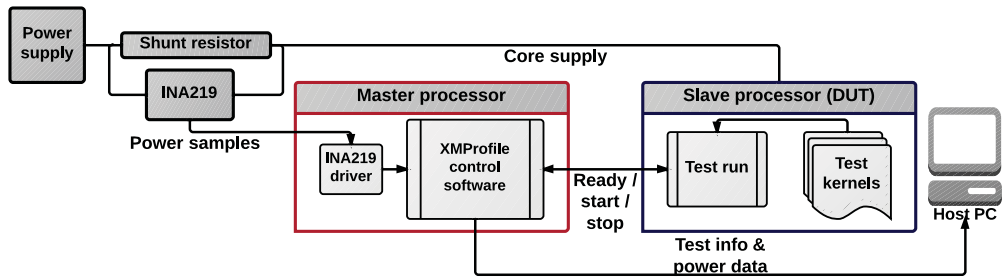 Power
supply
Shunt resistor
INA219
Core supply
Power samples
Master processor
INA219
driver
XMProfile
control
software
Ready /
start /
stop
Slave processor (DUT)
Test run
Test
kernels
Host PC
Test info &
power data